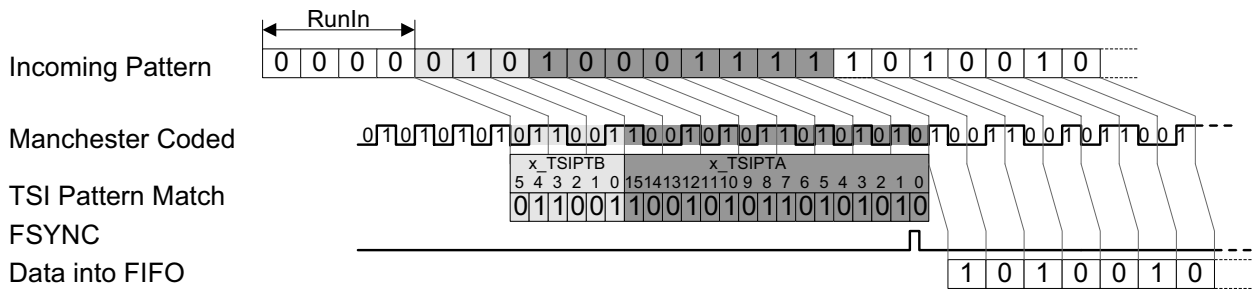 RunIn
Incoming Pattern 0 0 0 0 0 1 0 1 0 0 0 1 1 1 1 1 0 1 0 0 1 0
Manchester Coded 0 1 0 1 0 1 0 1 0 1 1 0 0 1 1 0 0 1 0 1 0 1 1 0 1 0 1 0 1 0 1 0 0 1 1 0 0 1 0 1 1 0 0 1
x_TSIPTB x_TSIPTA
5 4 3 2 1 0 15 14 13 12 11 10 9 8 7 6 5 4 3 2 1 0
TSI Pattern Match 0 1 1 0 0 1 1 0 0 1 0 1 0 1 1 0 1 0 1 0 1 0
FSYNC
Data into FIFO 1 0 1 0 0 1 0